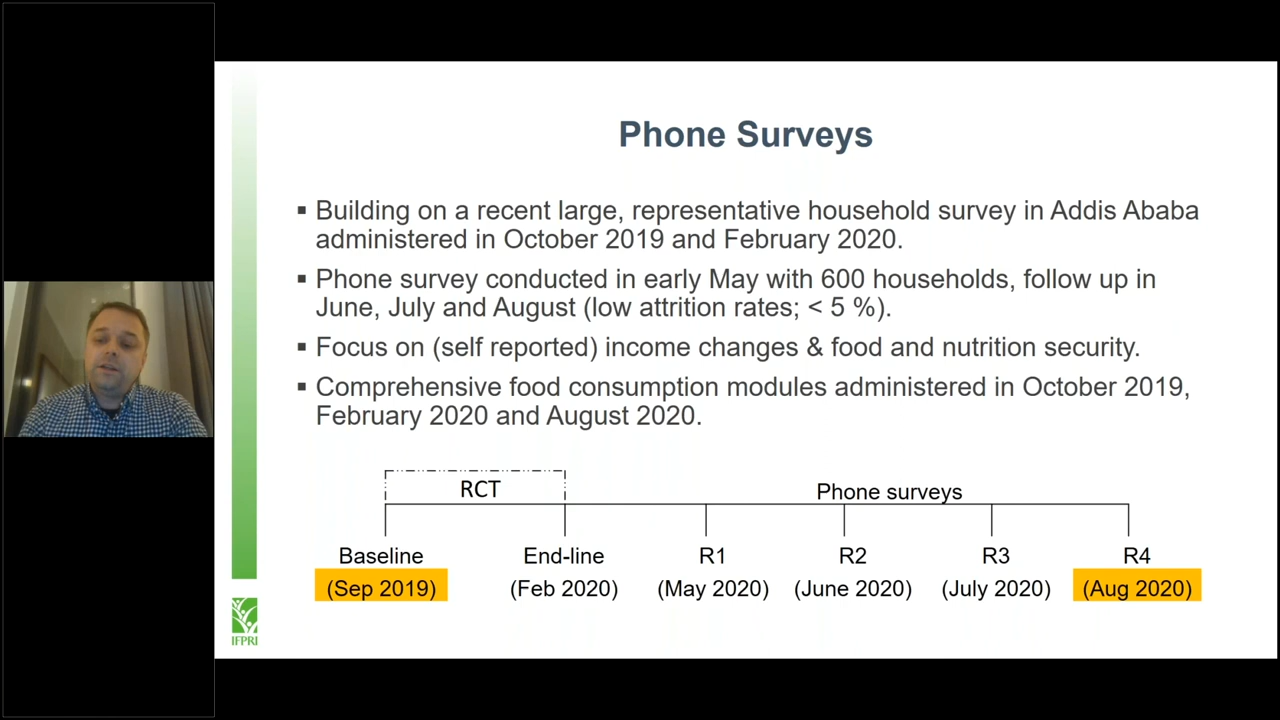 Phone Surveys
▪ Building on a recent large, representative household survey in Addis Ababa
administered in October 2019 and February 2020.
▪ Phone survey conducted in early May with 600 households, follow up in
June, July and August (low attrition rates; < 5 %).
▪ Focus on (self reported) income changes & food and nutrition security.
▪ Comprehensive food consumption modules administered in October 2019,
February 2020 and August 2020.
RCT
Phone surveys
Baseline End-line R1 R2 R3 R4
(Sep 2019) (Feb 2020) (May 2020) (June 2020) (July 2020) (Aug 2020)
IFPRI